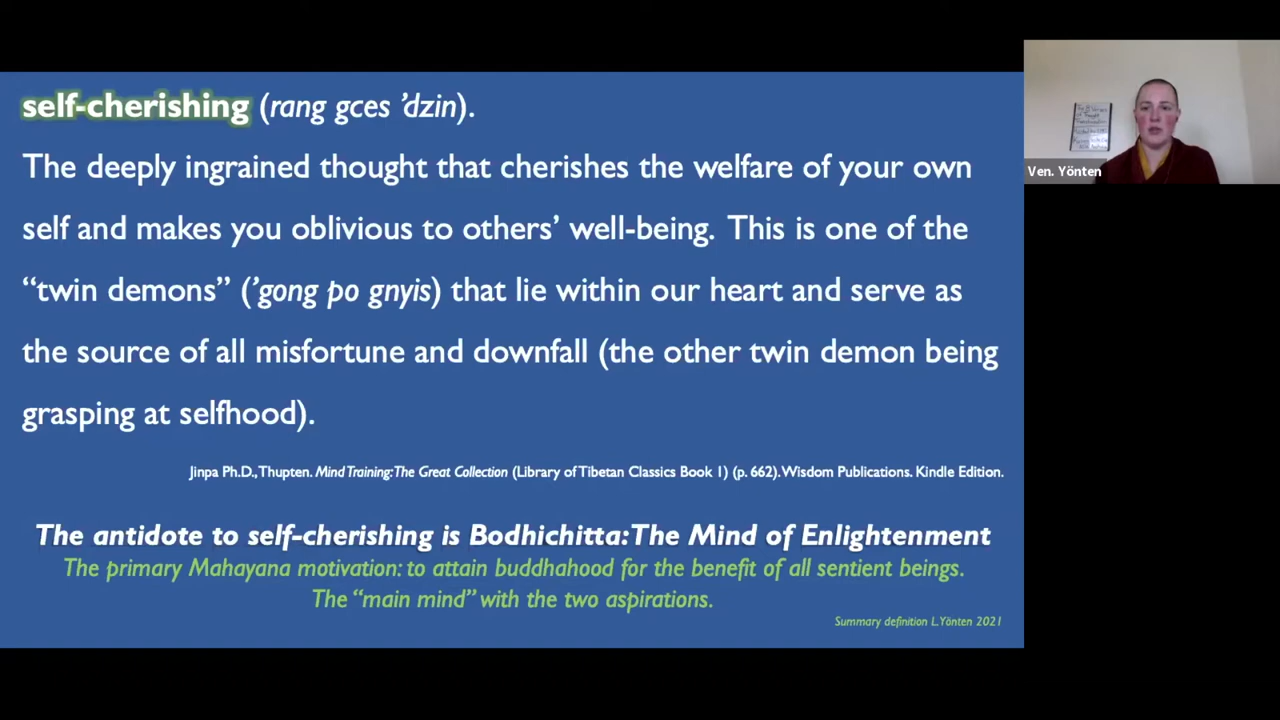 self-cherishing (rang gces ’dzin).
The deeply ingrained thought that cherishes the welfare of your own
self and makes you oblivious to others’ well-being. This is one of the
“twin demons” (’gong po gnyis) that lie within our heart and serve as
the source of all misfortune and downfall (the other twin demon being
grasping at selfhood).
Jinpa Ph.D., Thupten. Mind Training: The Great Collection (Library of Tibetan Classics Book 1) (p. 662). Wisdom Publications. Kindle Edition.
The antidote to self-cherishing is Bodhichitta: The Mind of Enlightenment
The primary Mahayana motivation: to attain buddhahood for the benefit of all sentient beings.
The “main mind” with the two aspirations.
Summary definition L.Yönten 2021
Ven. Yönten